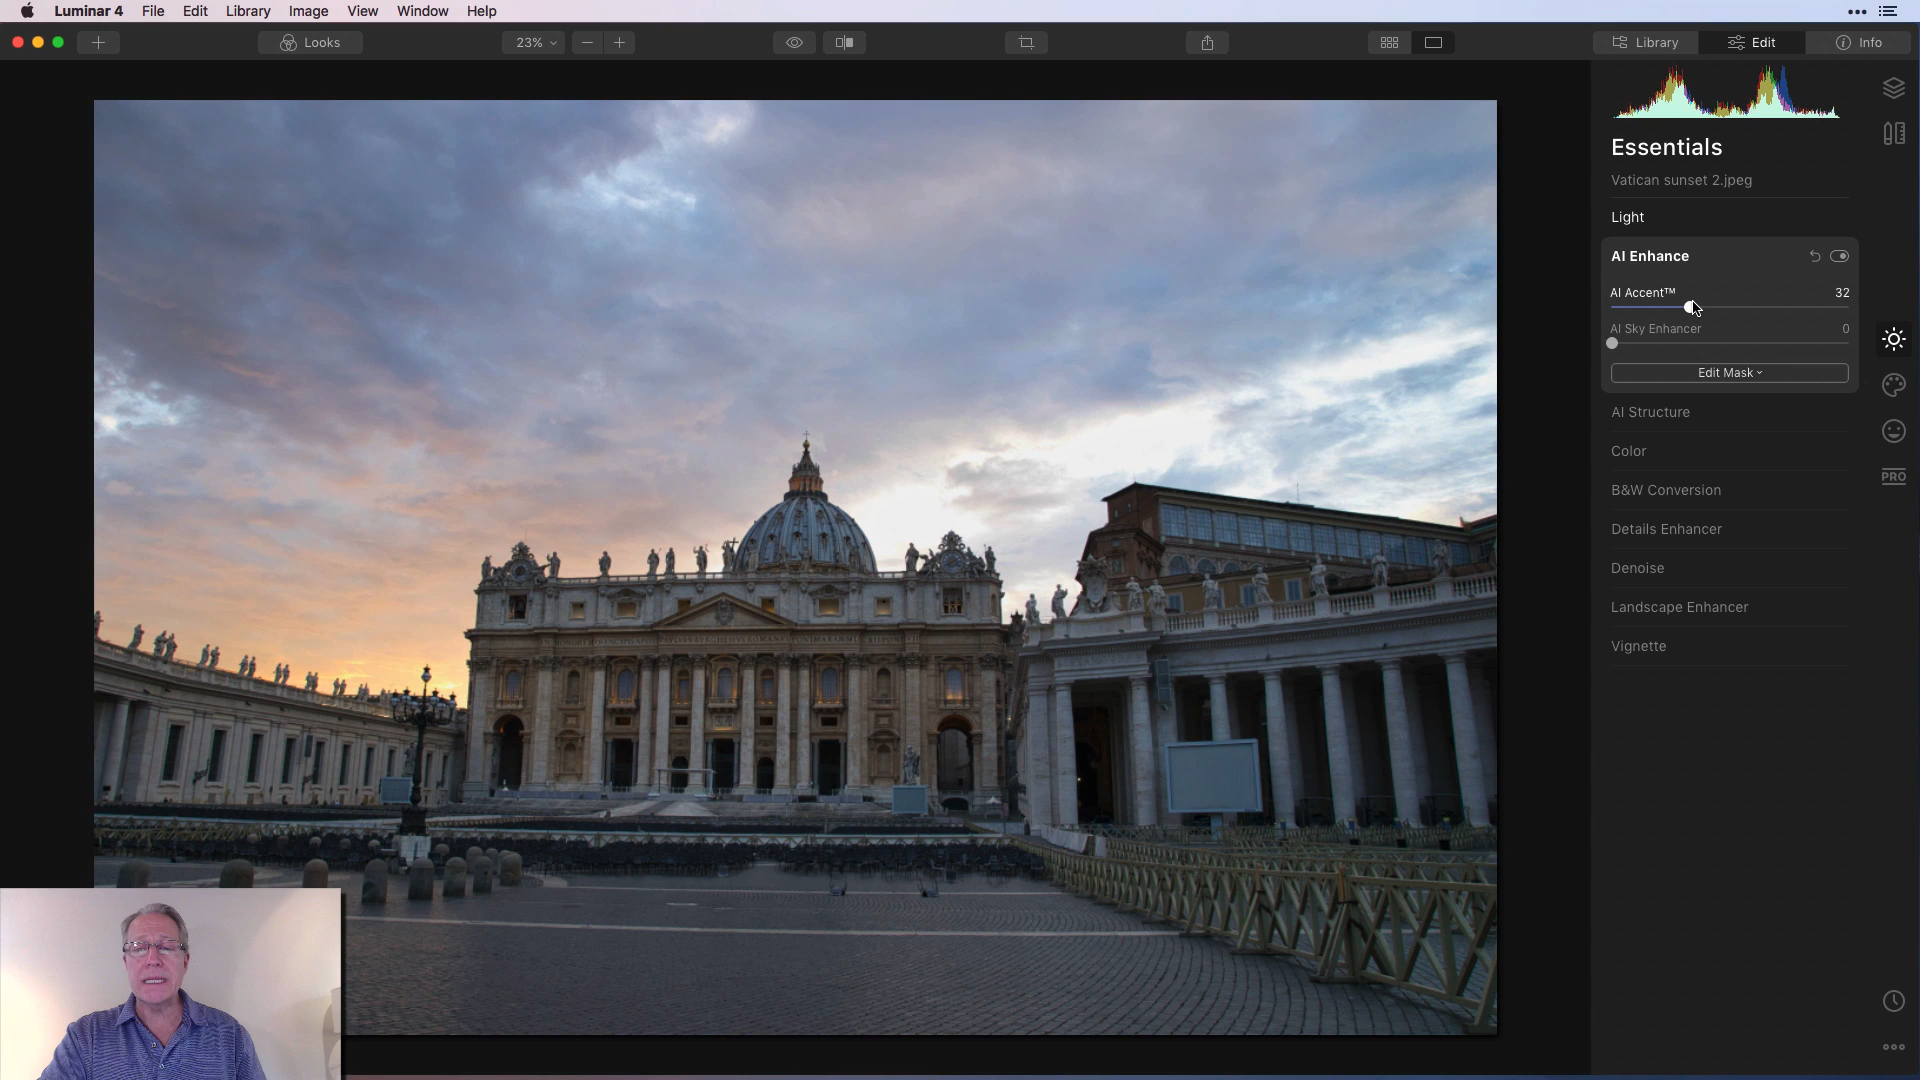 Luminar 4 File Edit Library Image View Window Help
Looks 23% Library Edit Info
Essentials
Vatican sunset 2.jpeg
Light
AI Enhance
AI Accent™ 32
AI Sky Enhancer 0
Edit Mask
AI Structure
Color
PRO
B&W Conversion
Details Enhancer
Denoise
Landscape Enhancer
Vignette